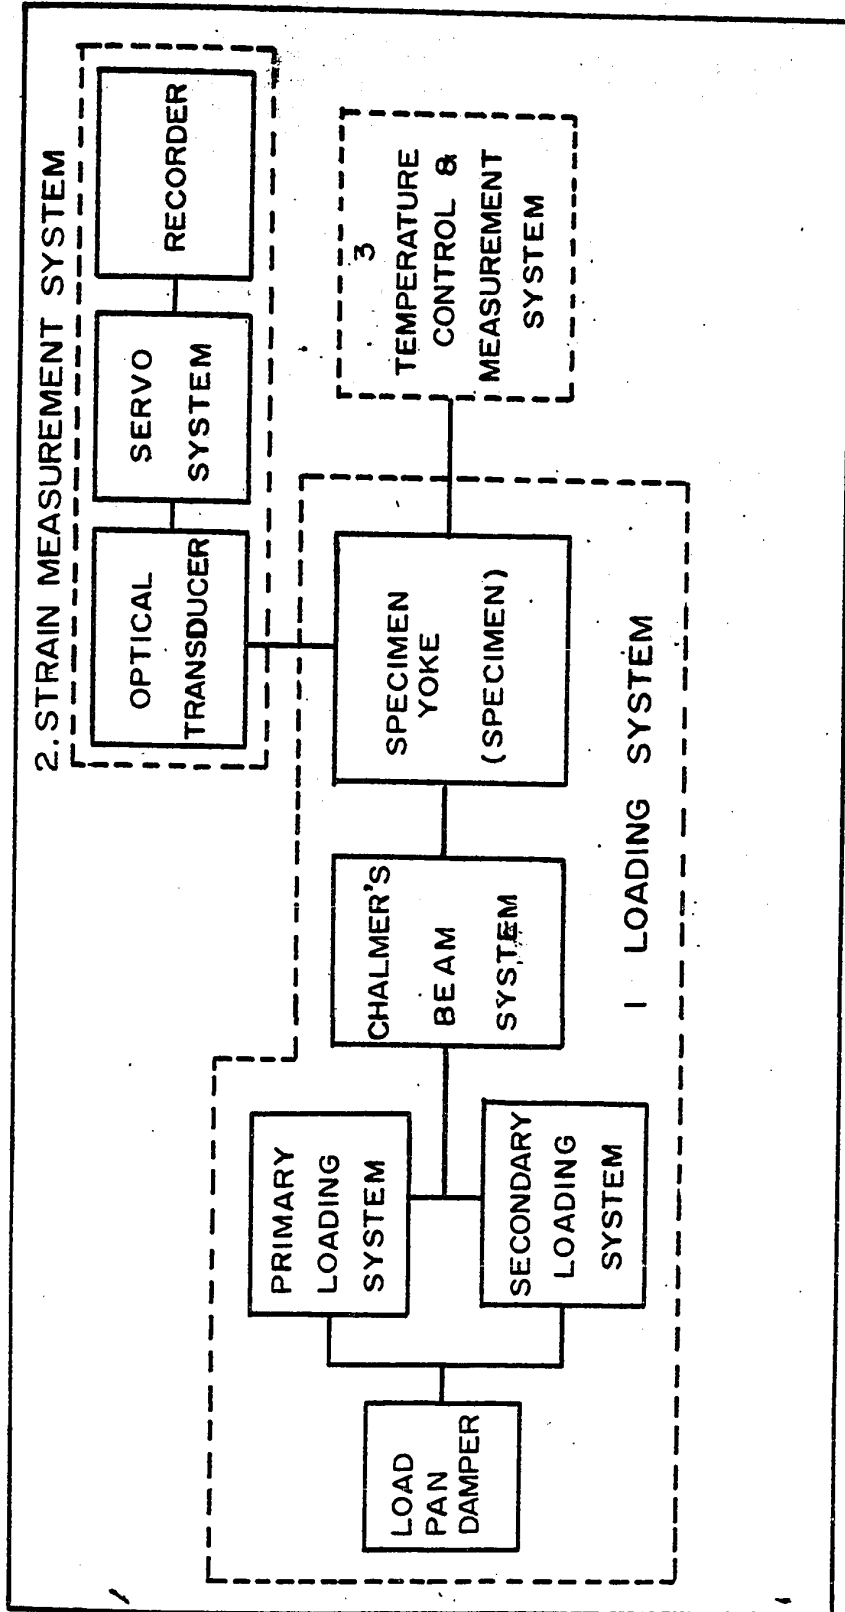 2. STRAIN MEASUREMENT SYSTEM
OPTICAL
TRANSDUCER
SERVO
SYSTEM
RECORDER
3
TEMPERATURE
CONTROL &
MEASUREMENT
SYSTEM
LOAD
PAN
DAMPER
PRIMARY
LOADING
SYSTEM
SECONDARY
LOADING
SYSTEM
CHALMER'S
BEAM
SYSTEM
SPECIMEN
YOKE
(SPECIMEN)
1 LOADING SYSTEM